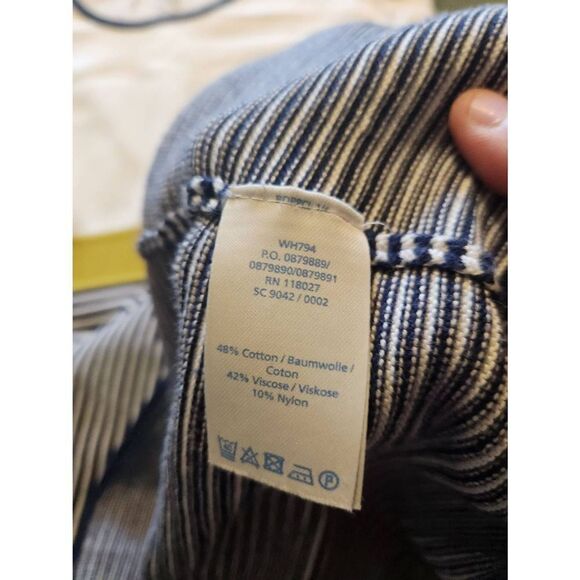 WH794
P.O. 0879889/
0879890/0879891
RN 118027
SC 9042 / 0002
48% Cotton / Baumwolle /
Coton
42% Viscose / Viskose
10% Nylon
P